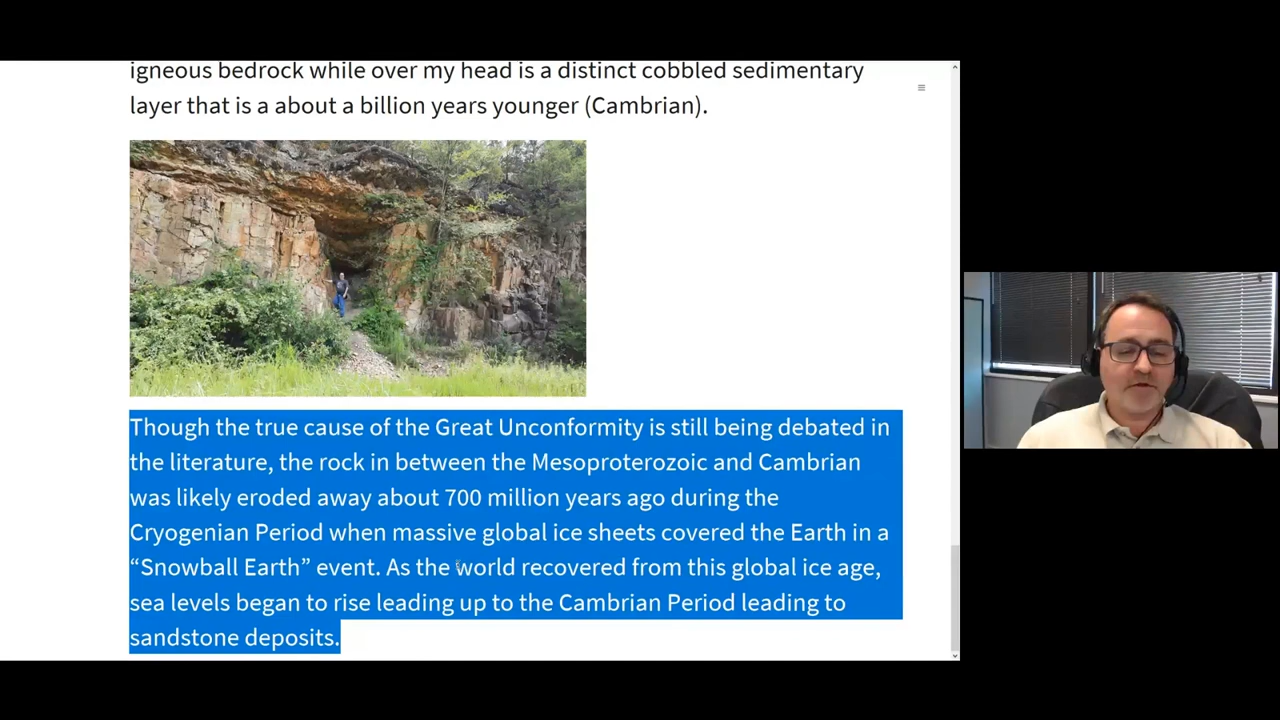 igneous bedrock while over my head is a distinct cobbled sedimentary
layer that is a about a billion years younger (Cambrian).
Though the true cause of the Great Unconformity is still being debated in
the literature, the rock in between the Mesoproterozoic and Cambrian
was likely eroded away about 700 million years ago during the
Cryogenian Period when massive global ice sheets covered the Earth in a
“Snowball Earth” event. As the world recovered from this global ice age,
sea levels began to rise leading up to the Cambrian Period leading to
sandstone deposits.